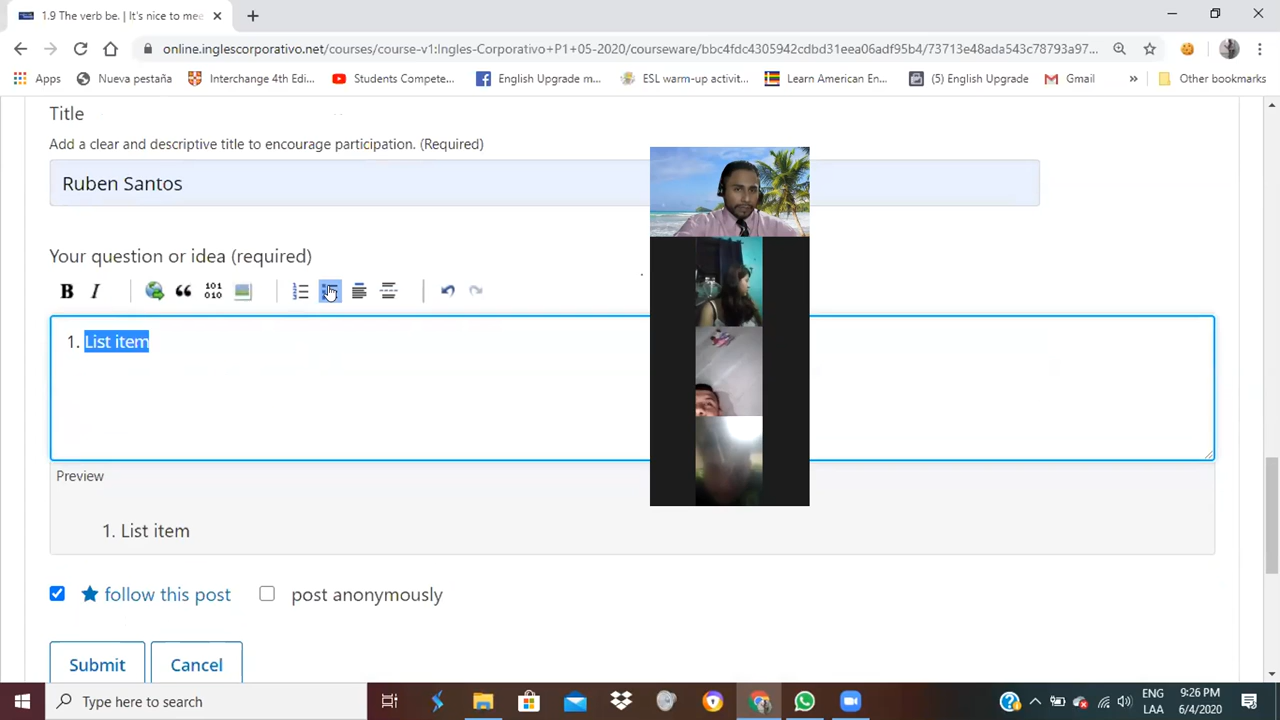 1.9 The verb be. | It's nice to mee
online.inglescorporativo.net/courses/course-v1:Ingles-Corporativo+P1+05-2020/courseware/bbc4fdc4305942cdbd31eea06adf95b4/73713e48ada543c78793a97...
Apps
Nueva pestaña
Interchange 4th Edi...
Students Compete...
English Upgrade m...
ESL warm-up activit...
Learn American En...
(5) English Upgrade
Gmail
»
Other bookmarks
Title
Add a clear and descriptive title to encourage participation. (Required)
Ruben Santos
Your question or idea (required)
B I 101 010
1. List item
Preview
1. List item
follow this post
post anonymously
Submit
Cancel
Type here to search
ENG
LAA
9:26 PM
6/4/2020